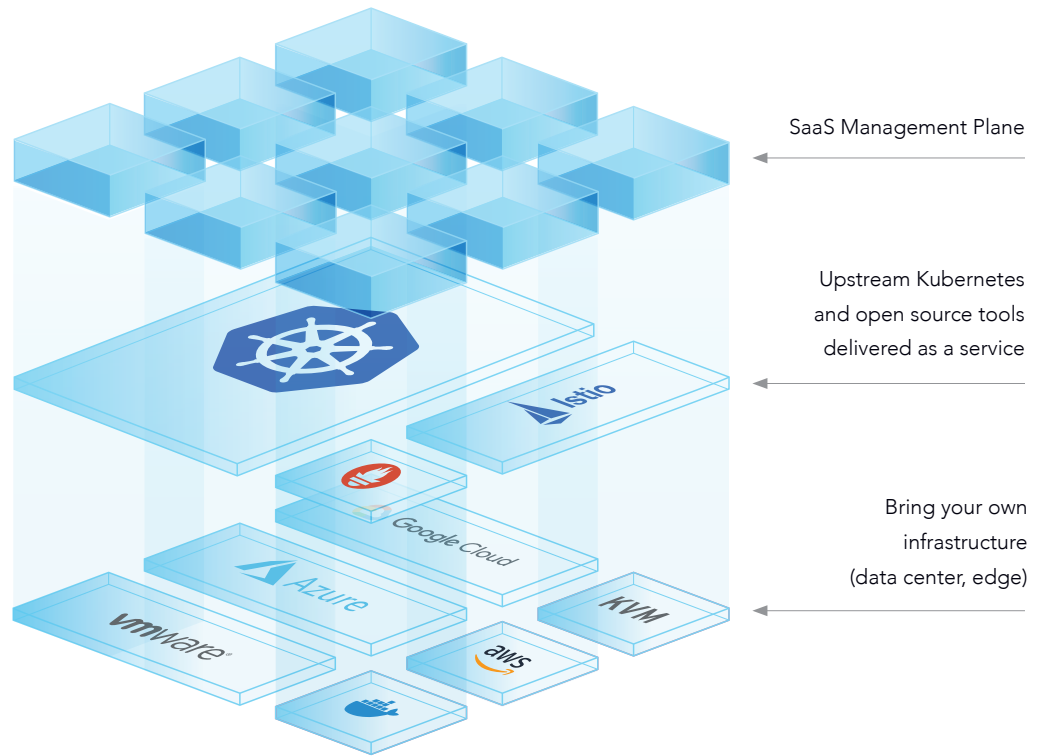 SaaS Management Plane
Upstream Kubernetes
and open source tools
delivered as a service
Istio
Bring your own
infrastructure
(data center, edge)
Google Cloud
Azure
KVM
vmware®
aws